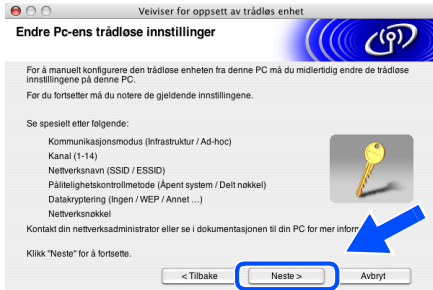 Veiviser for oppsett av trådløs enhet
Endre Pc-ens trådløse innstillinger
For å manuelt konfigurere den trådløse enheten fra denne PC må du midlertidig endre de trådløse
innstillingene på denne PC.
Før du fortsetter må du notere de gjeldende innstillingene.
Se spesielt etter følgende:
Kommunikasjonsmodus (Infrastruktur / Ad-hoc)
Kanal (1-14)
Nettverksnavn (SSID / ESSID)
Pålitelighetskontrollmetode (Åpent system / Delt nøkkel)
Datakryptering (Ingen / WEP / Annet ...)
Nettverksnøkkel
Kontakt din nettverksadministrator eller se i dokumentasjonen til din PC for mer
Klikk "Neste" for å fortsette.
< Tilbake Neste > Avbryt